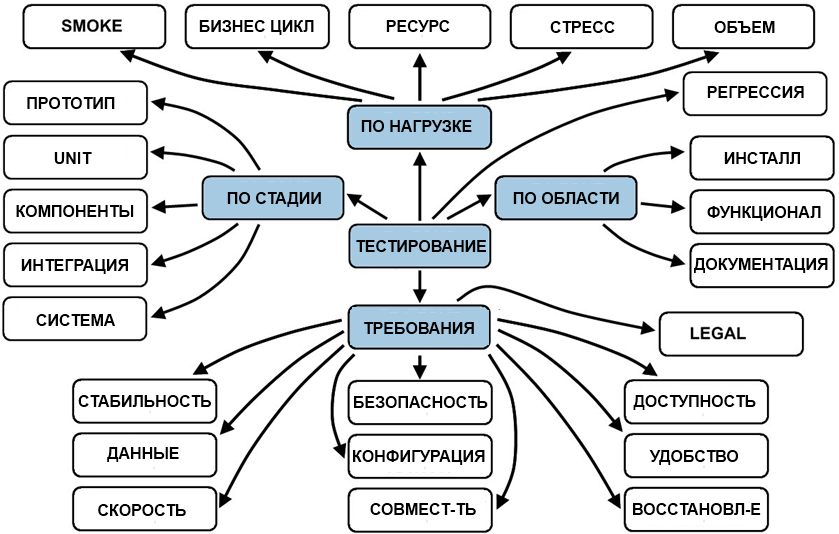 SMOKE
БИЗНЕС ЦИКЛ
РЕСУРС
СТРЕСС
ОБЪЕМ
ПРОТОТИП
РЕГРЕССИЯ
ПО НАГРУЗКЕ
UNIT
ИНСТАЛЛ
ПО СТАДИИ
ПО ОБЛАСТИ
КОМПОНЕНТЫ
ФУНКЦИОНАЛ
ТЕСТИРОВАНИЕ
ИНТЕГРАЦИЯ
ДОКУМЕНТАЦИЯ
СИСТЕМА
ТРЕБОВАНИЯ
LEGAL
СТАБИЛЬНОСТЬ
БЕЗОПАСНОСТЬ
ДОСТУПНОСТЬ
ДАННЫЕ
КОНФИГУРАЦИЯ
УДОБСТВО
СКОРОСТЬ
СОВМЕСТ-ТЬ
ВОССТАНОВЛ-Е